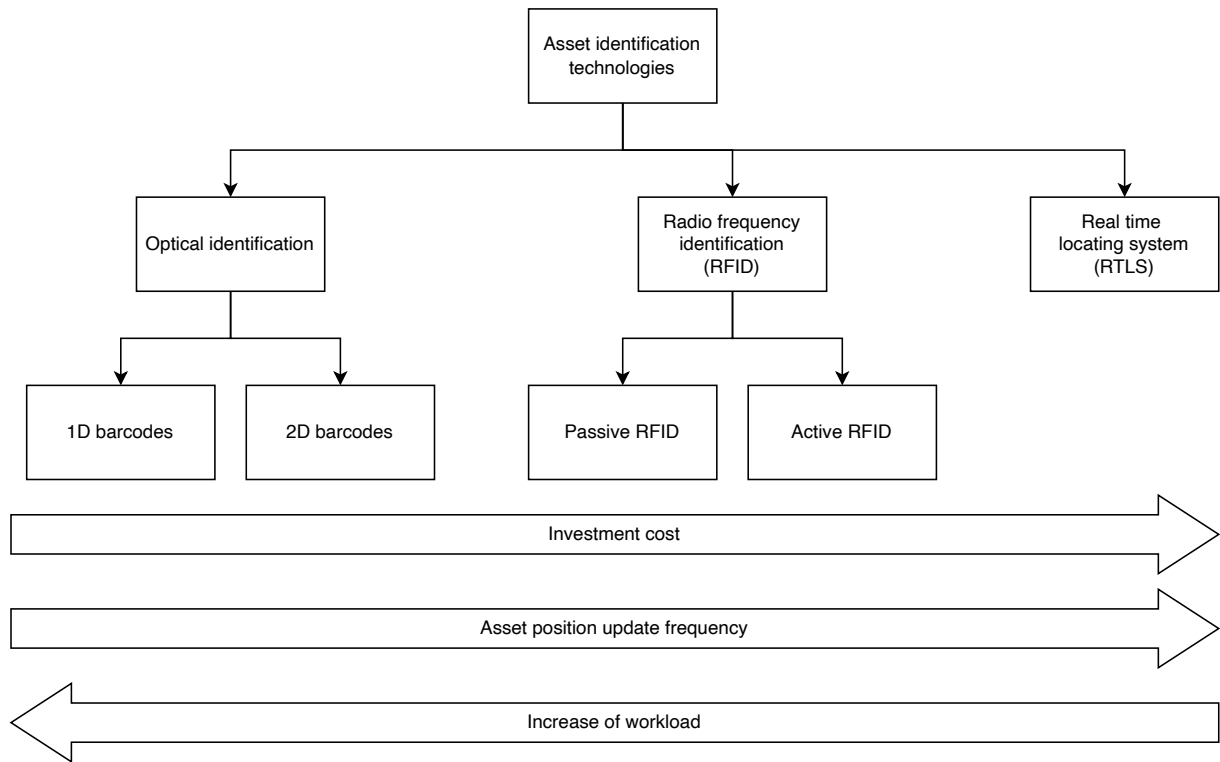 Asset identification
technologies
Optical identification
Radio frequency
identification
(RFID)
Real time
locating system
(RTLS)
1D barcodes
2D barcodes
Passive RFID
Active RFID
Investment cost
Asset position update frequency
Increase of workload